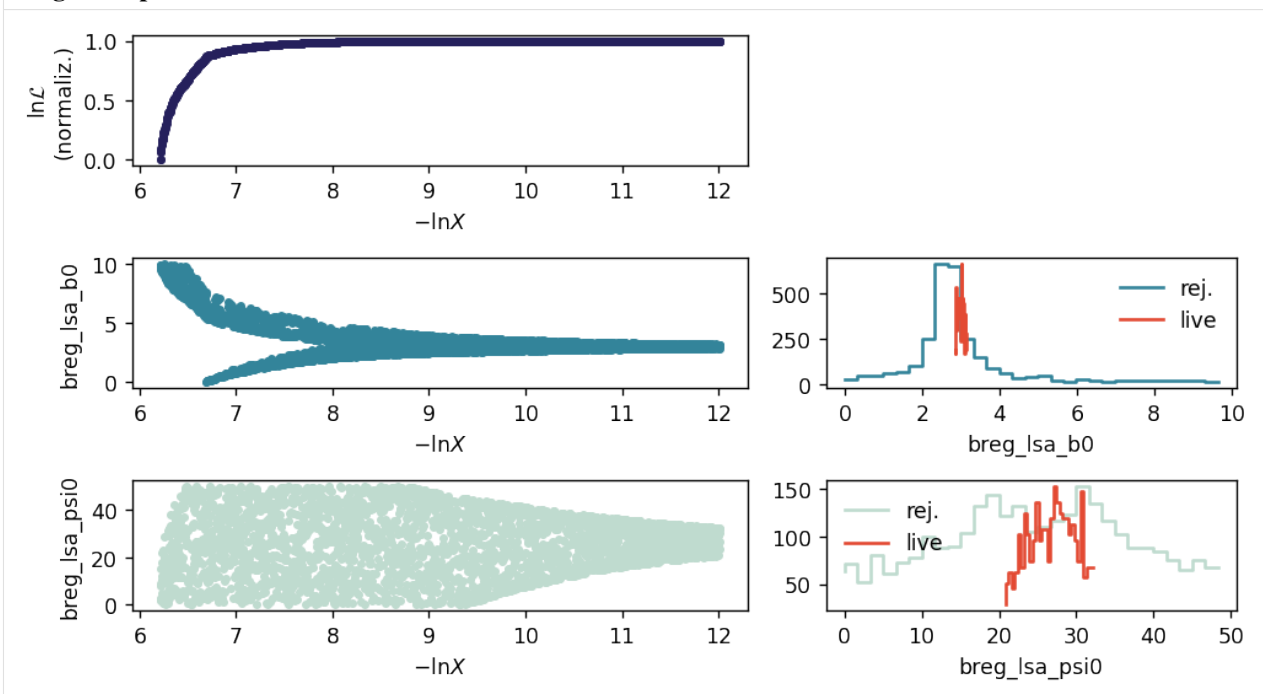 1.0
0.5
0.0
lnℒ
(normaliz.)
6 7 8 9 10 11 12
−lnX
10
5
0
breg_lsa_b0
6 7 8 9 10 11 12
−lnX
500
250
0
rej.
live
0 2 4 6 8 10
breg_lsa_b0
40
20
0
breg_lsa_psi0
6 7 8 9 10 11 12
−lnX
150
100
50
rej.
live
0 10 20 30 40 50
breg_lsa_psi0